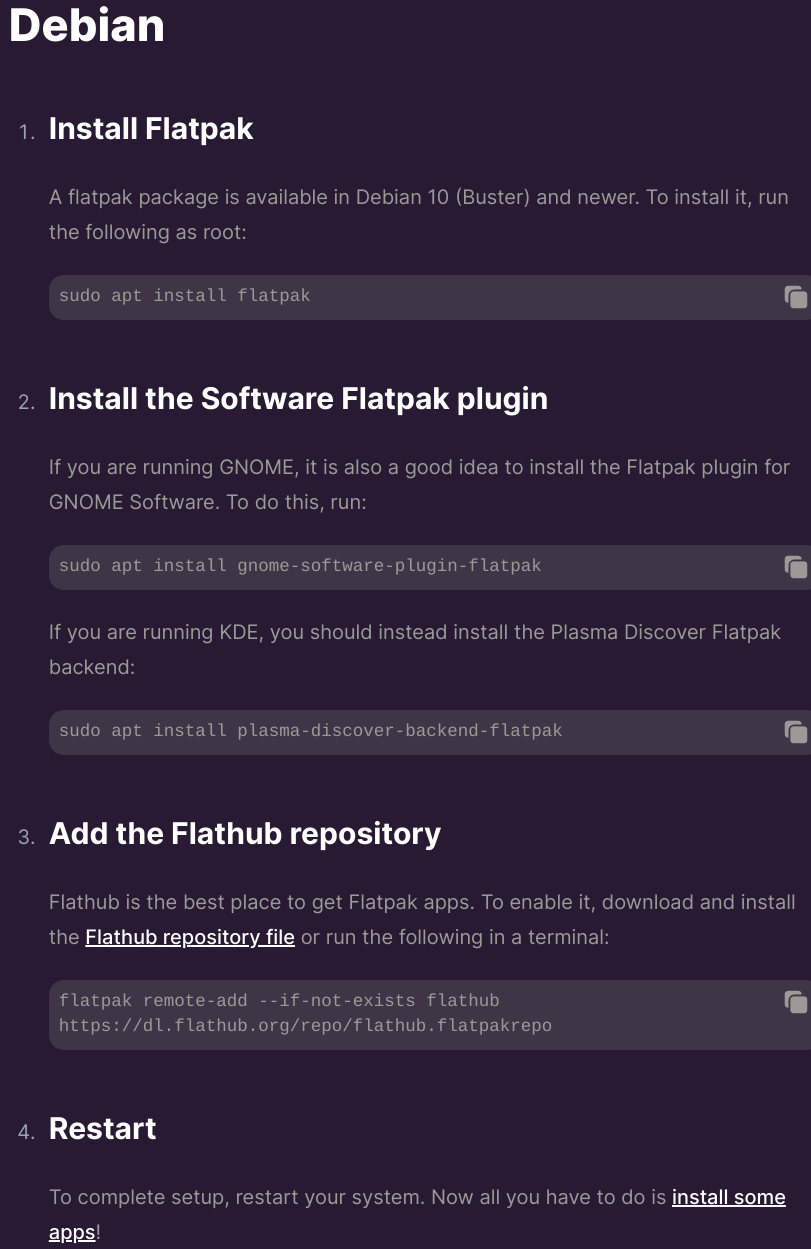 Debian
1. Install Flatpak
A flatpak package is available in Debian 10 (Buster) and newer. To install it, run
the following as root:
sudo apt install flatpak
2. Install the Software Flatpak plugin
If you are running GNOME, it is also a good idea to install the Flatpak plugin for
GNOME Software. To do this, run:
sudo apt install gnome-software-plugin-flatpak
If you are running KDE, you should instead install the Plasma Discover Flatpak
backend:
sudo apt install plasma-discover-backend-flatpak
3. Add the Flathub repository
Flathub is the best place to get Flatpak apps. To enable it, download and install
the Flathub repository file or run the following in a terminal:
flatpak remote-add --if-not-exists flathub
https://dl.flathub.org/repo/flathub.flatpakrepo
4. Restart
To complete setup, restart your system. Now all you have to do is install some
apps!